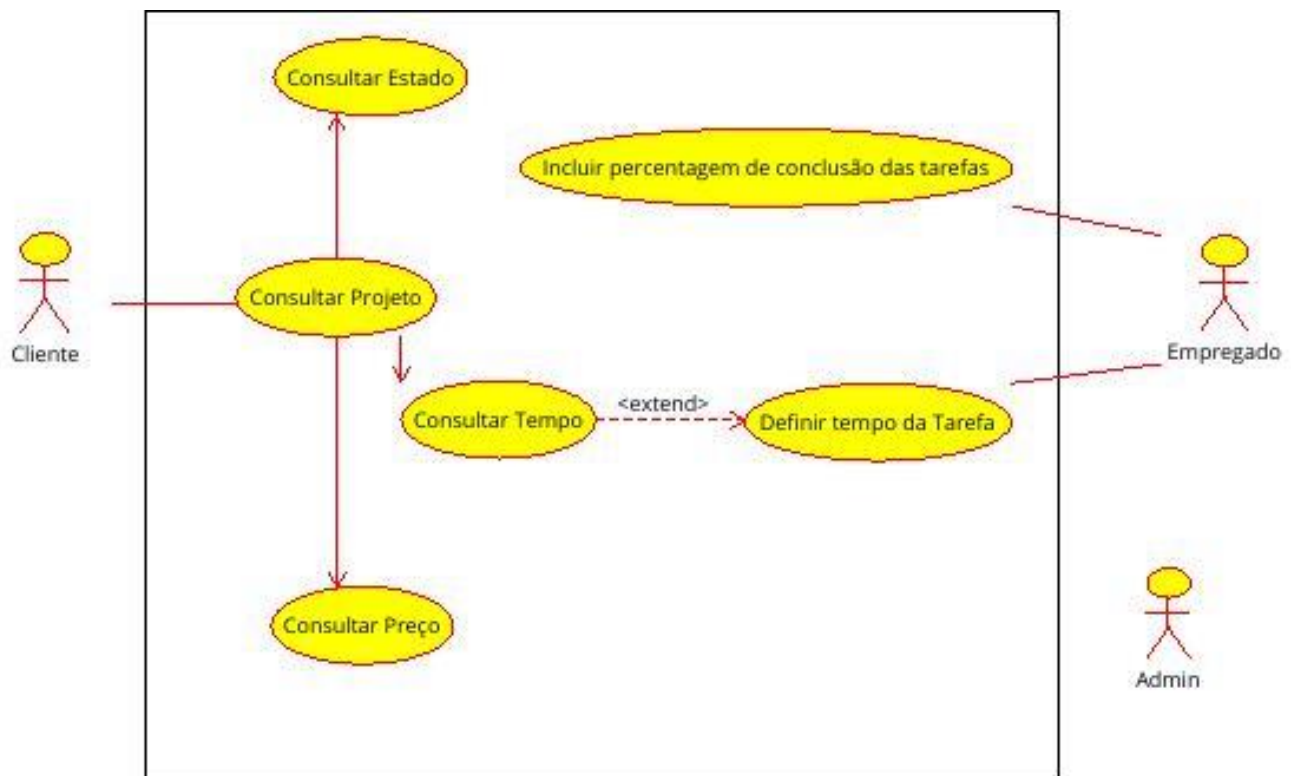 Consultar Estado
Incluir percentagem de conclusão das tarefas
Consultar Projeto
Cliente
Empregado
<extend>
Consultar Tempo
Definir tempo da Tarefa
Consultar Preço
Admin